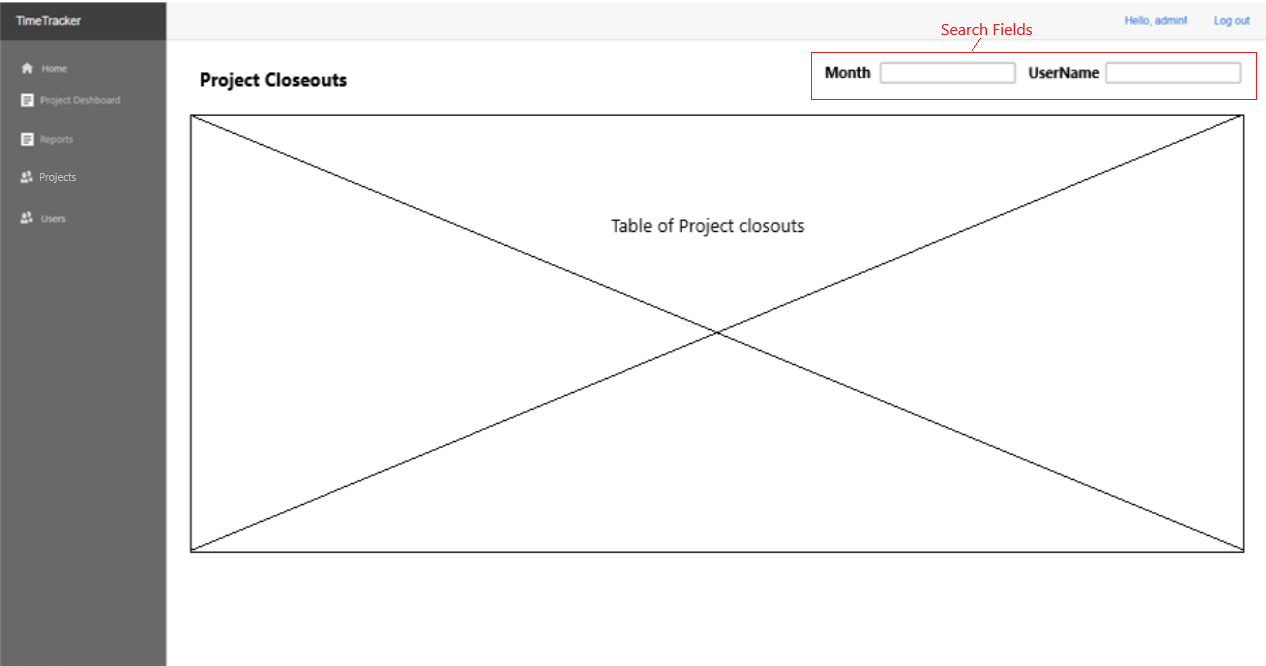 TimeTracker
Hello, admin!
Log out
Search Fields
Home
Project Deshboard
Reports
Projects
Users
Project Closeouts
Month
UserName
Table of Project closouts